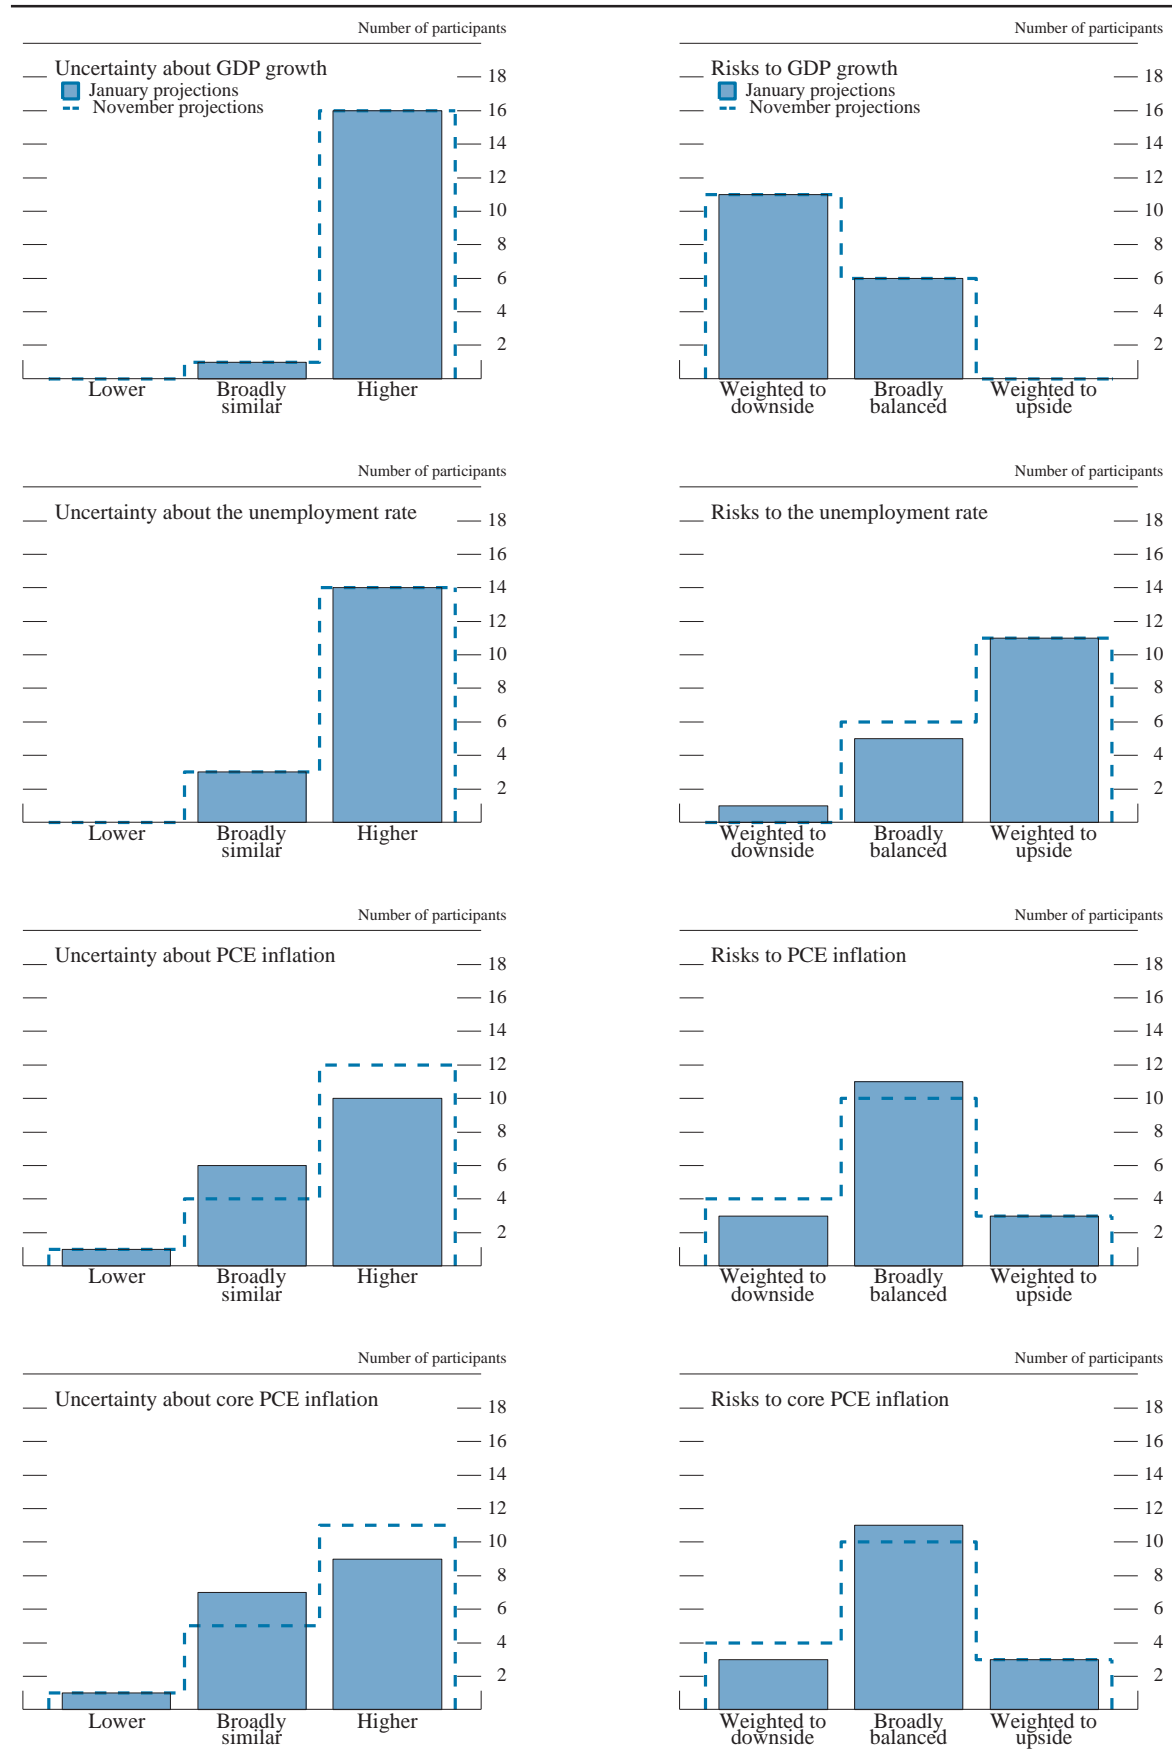 Number of participants
Uncertainty about GDP growth
January projections
November projections
18
16
14
12
10
8
6
4
2
Lower
Broadly
similar
Higher
Number of participants
Risks to GDP growth
January projections
November projections
18
16
14
12
10
8
6
4
2
Weighted to
downside
Broadly
balanced
Weighted to
upside
Number of participants
Uncertainty about the unemployment rate
18
16
14
12
10
8
6
4
2
Lower
Broadly
similar
Higher
Number of participants
Risks to the unemployment rate
18
16
14
12
10
8
6
4
2
Weighted to
downside
Broadly
balanced
Weighted to
upside
Number of participants
Uncertainty about PCE inflation
18
16
14
12
10
8
6
4
2
Lower
Broadly
similar
Higher
Number of participants
Risks to PCE inflation
18
16
14
12
10
8
6
4
2
Weighted to
downside
Broadly
balanced
Weighted to
upside
Number of participants
Uncertainty about core PCE inflation
18
16
14
12
10
8
6
4
2
Lower
Broadly
similar
Higher
Number of participants
Risks to core PCE inflation
18
16
14
12
10
8
6
4
2
Weighted to
downside
Broadly
balanced
Weighted to
upside